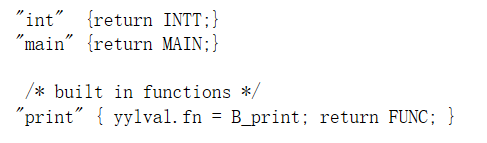 "int"  {return INTT;}
"main" {return MAIN;}
/* built in functions */
"print" { yylval.fn = B_print; return FUNC; }